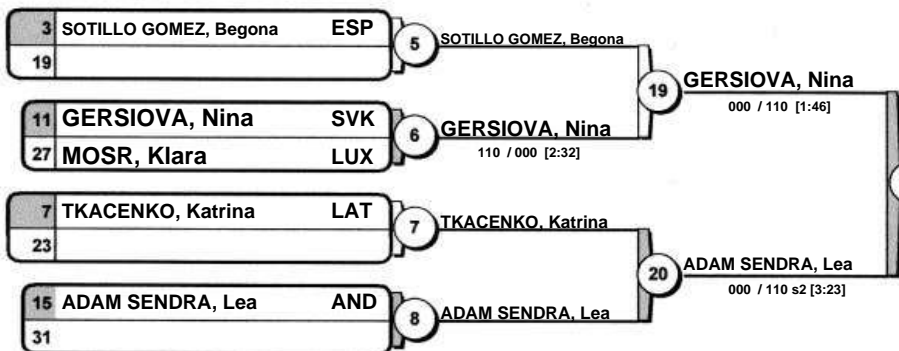 3 SOTILLO GOMEZ, Begona ESP
19
5
SOTILLO GOMEZ, Begona
11 GERSIOVA, Nina SVK
27 MOSR, Klara LUX
6
GERSIOVA, Nina
110 / 000 [2:32]
19
GERSIOVA, Nina
000 / 110 [1:46]
7 TKACENKO, Katrina LAT
23
7
TKACENKO, Katrina
15 ADAM SENDRA, Lea AND
31
8
ADAM SENDRA, Lea
20
ADAM SENDRA, Lea
000 / 110 s2 [3:23]